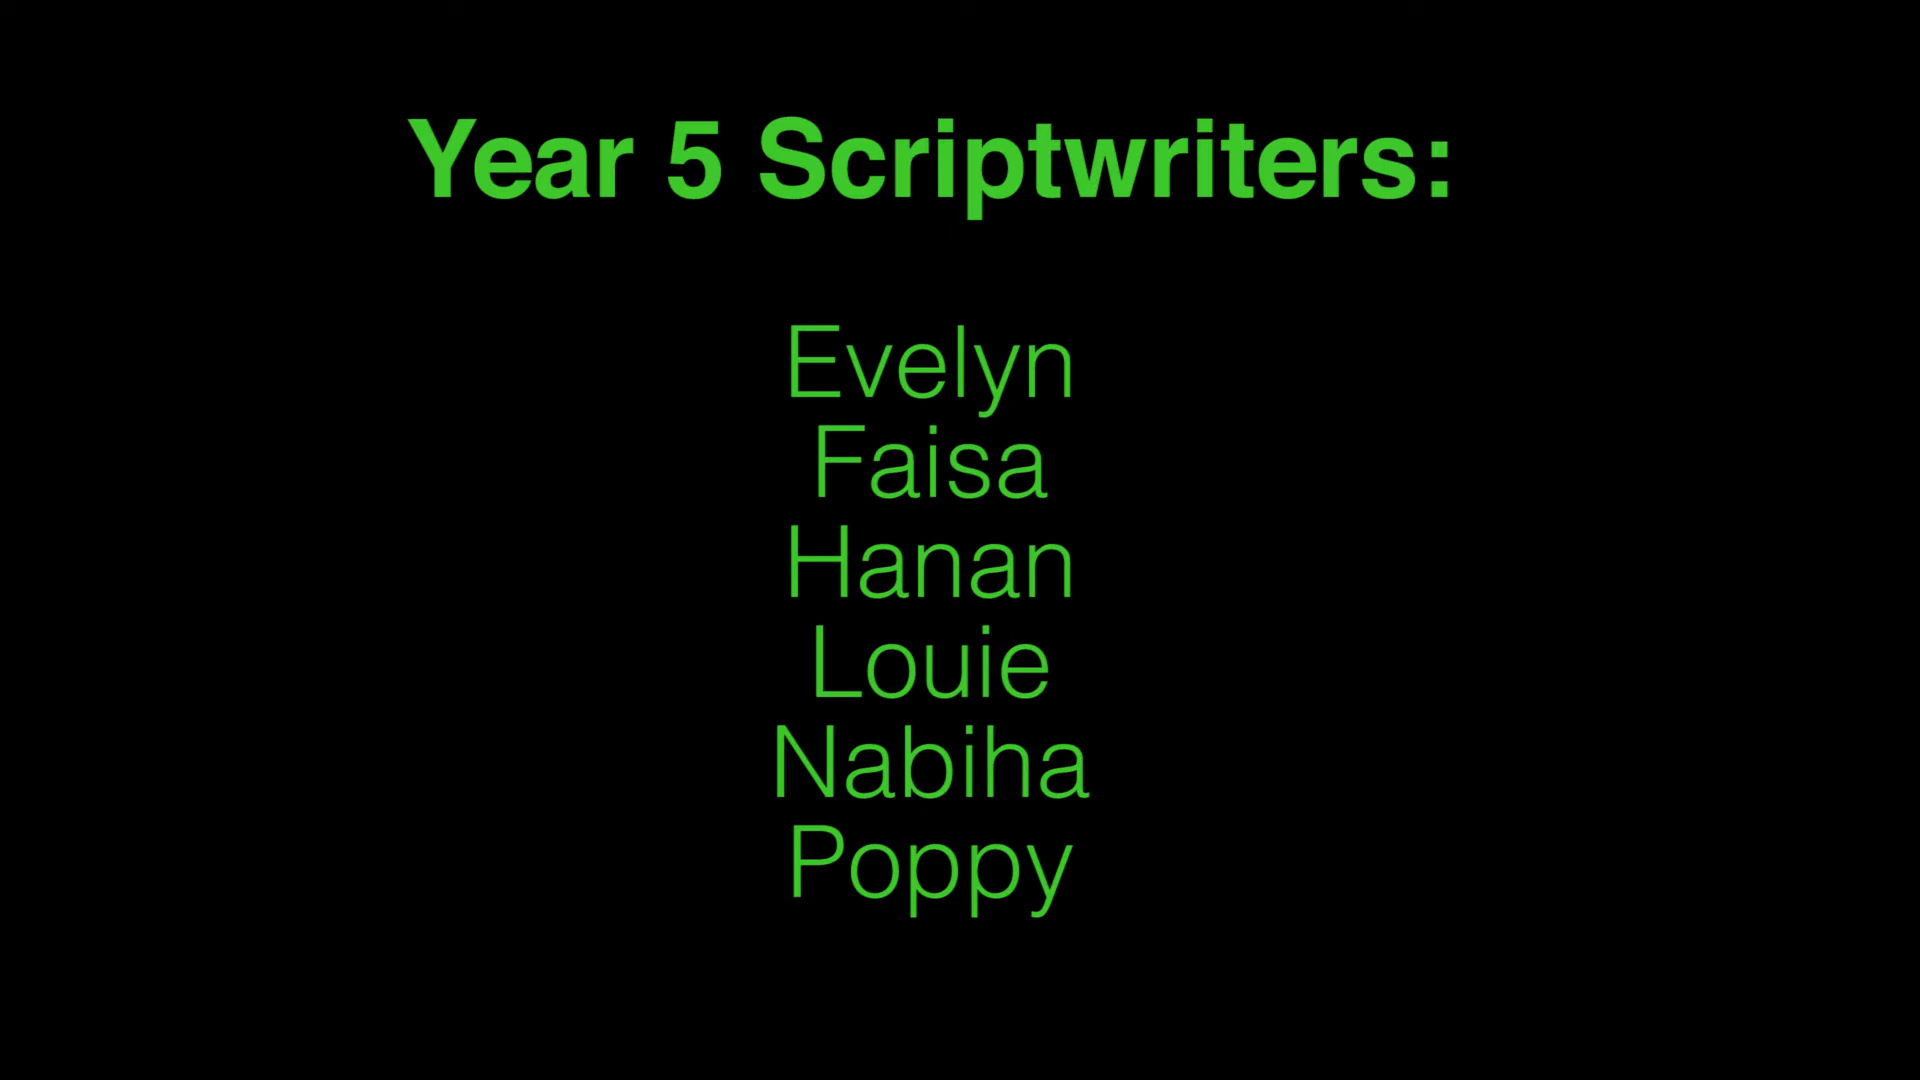 Year 5 Scriptwriters:
Evelyn
Faisa
Hanan
Louie
Nabiha
Poppy